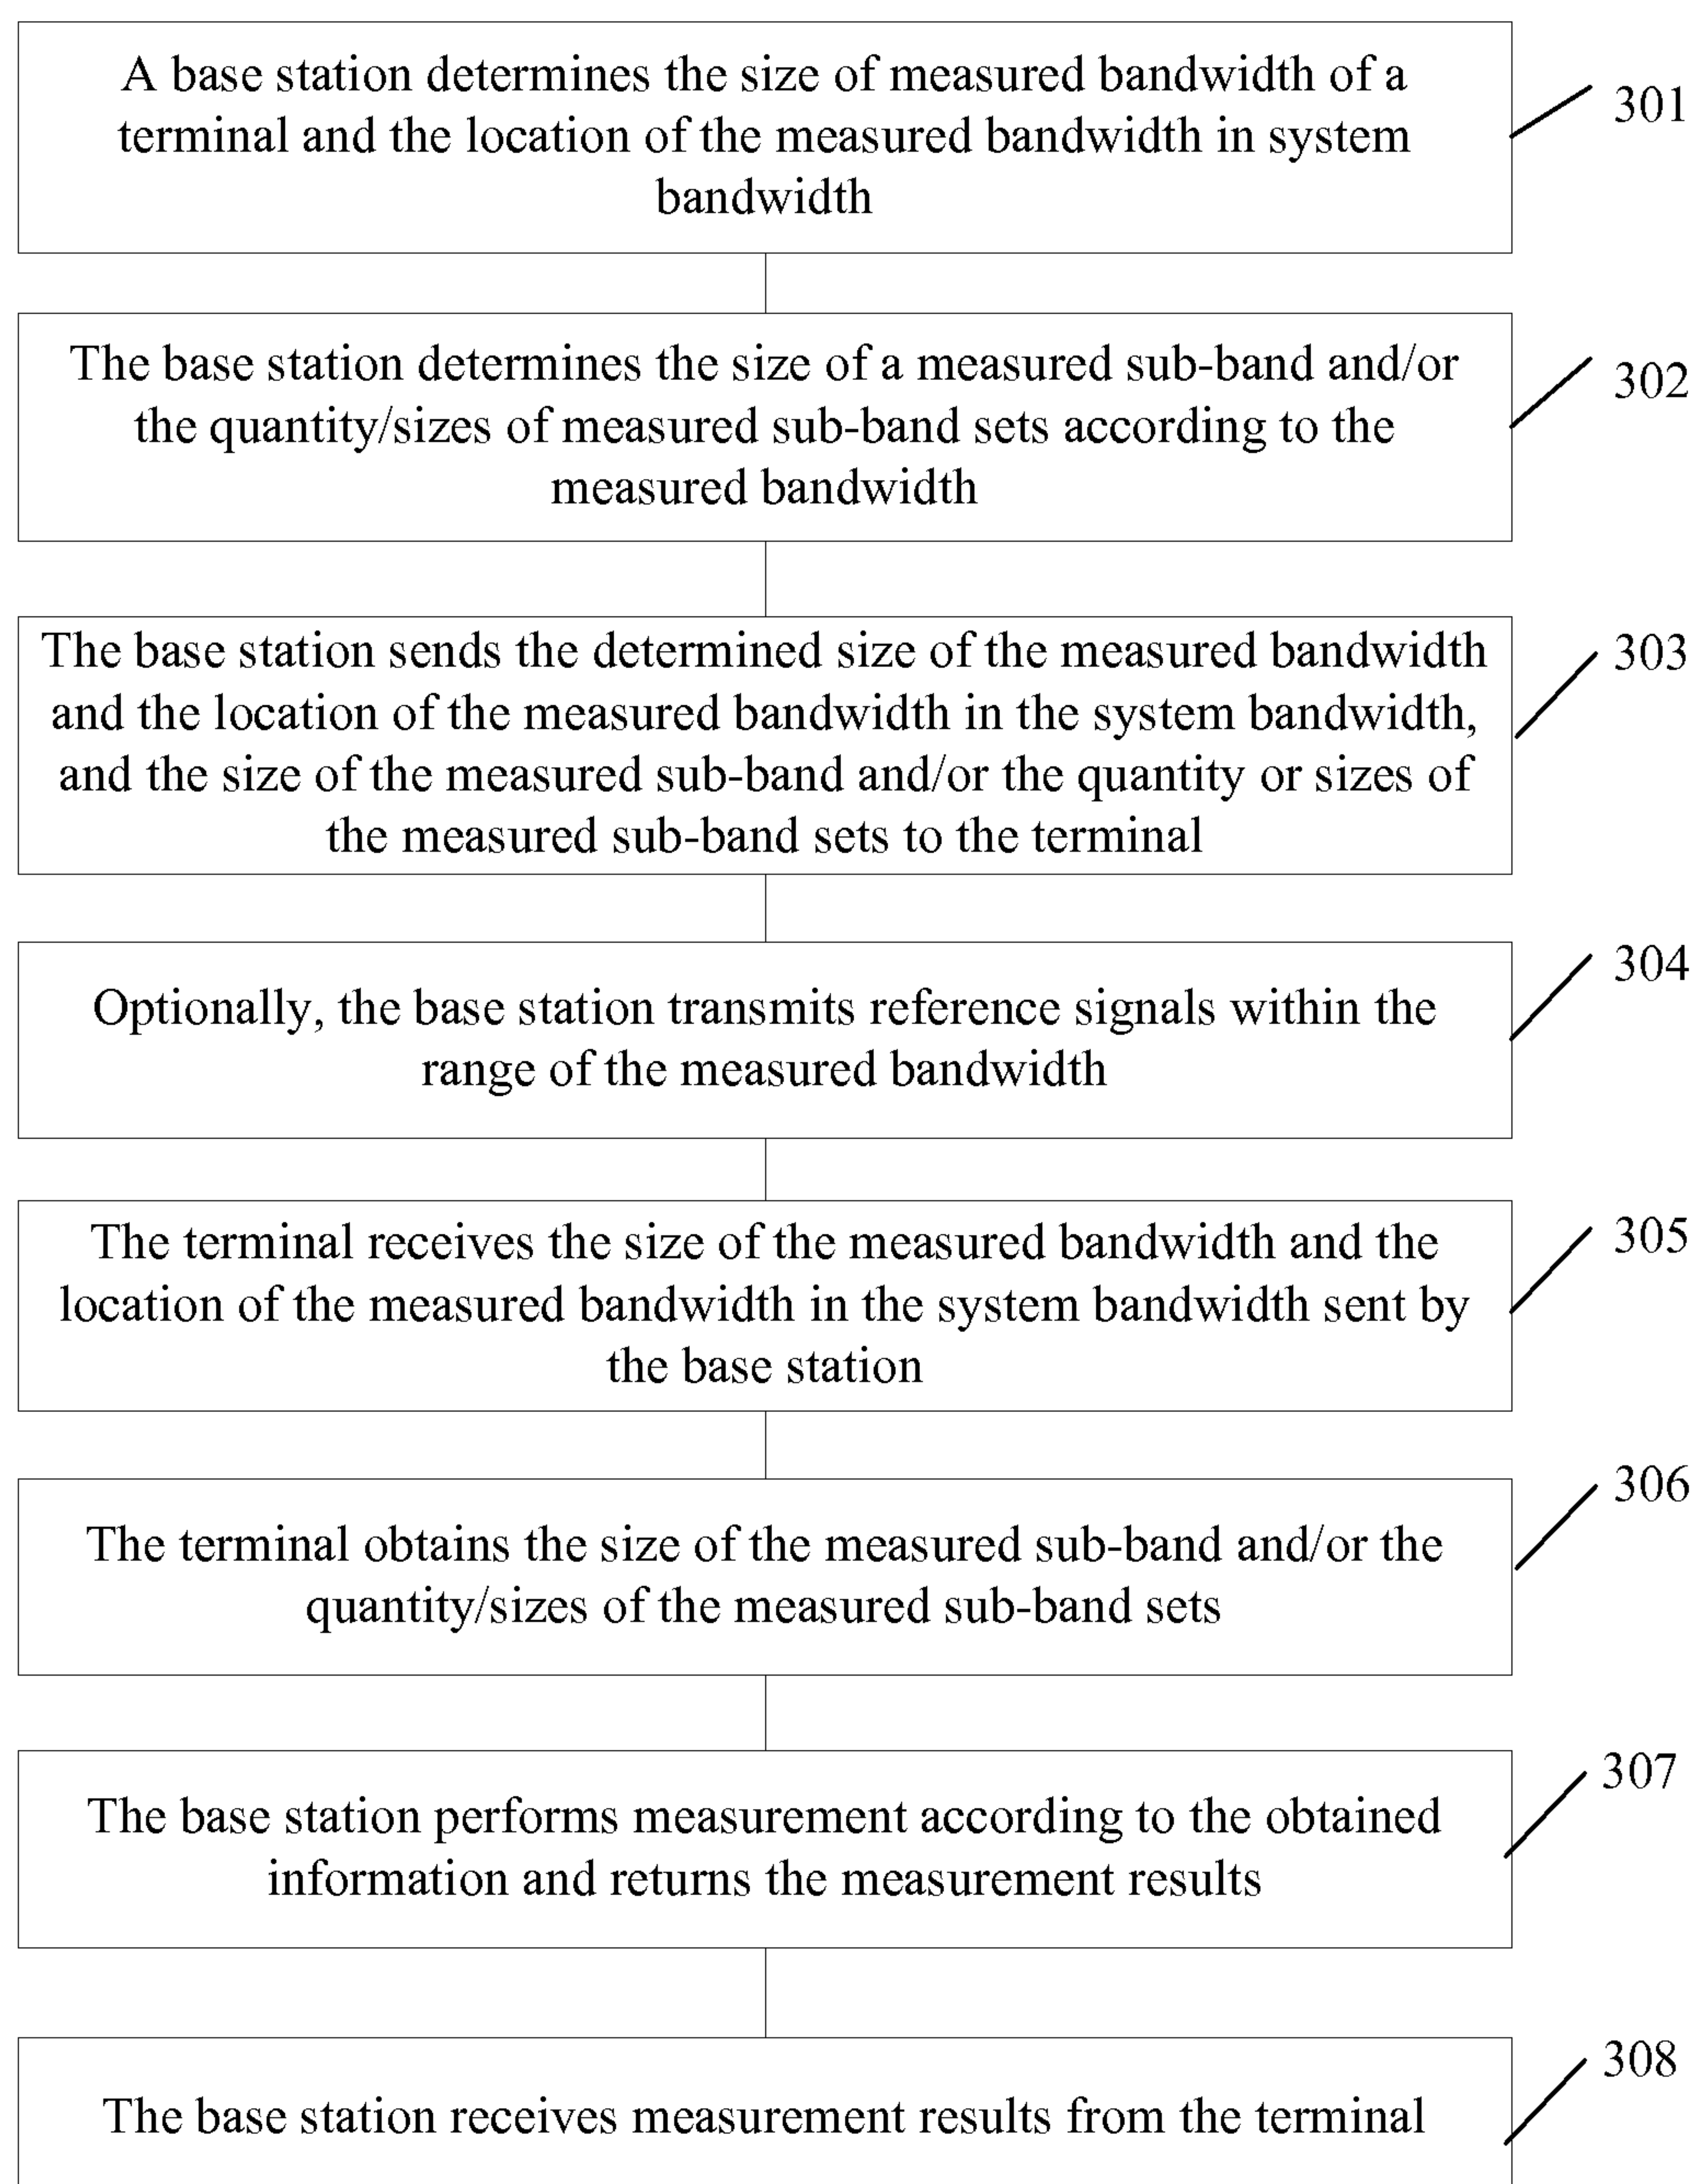 A base station determines the size of measured bandwidth of a
terminal and the location of the measured bandwidth in system
bandwidth
301
The base station determines the size of a measured sub-band and/or
the quantity/sizes of measured sub-band sets according to the
measured bandwidth
302
The base station sends the determined size of the measured bandwidth
and the location of the measured bandwidth in the system bandwidth,
and the size of the measured sub-band and/or the quantity or sizes of
the measured sub-band sets to the terminal
303
Optionally, the base station transmits reference signals within the
range of the measured bandwidth
304
The terminal receives the size of the measured bandwidth and the
location of the measured bandwidth in the system bandwidth sent by
the base station
305
The terminal obtains the size of the measured sub-band and/or the
quantity/sizes of the measured sub-band sets
306
The base station performs measurement according to the obtained
information and returns the measurement results
307
The base station receives measurement results from the terminal
308